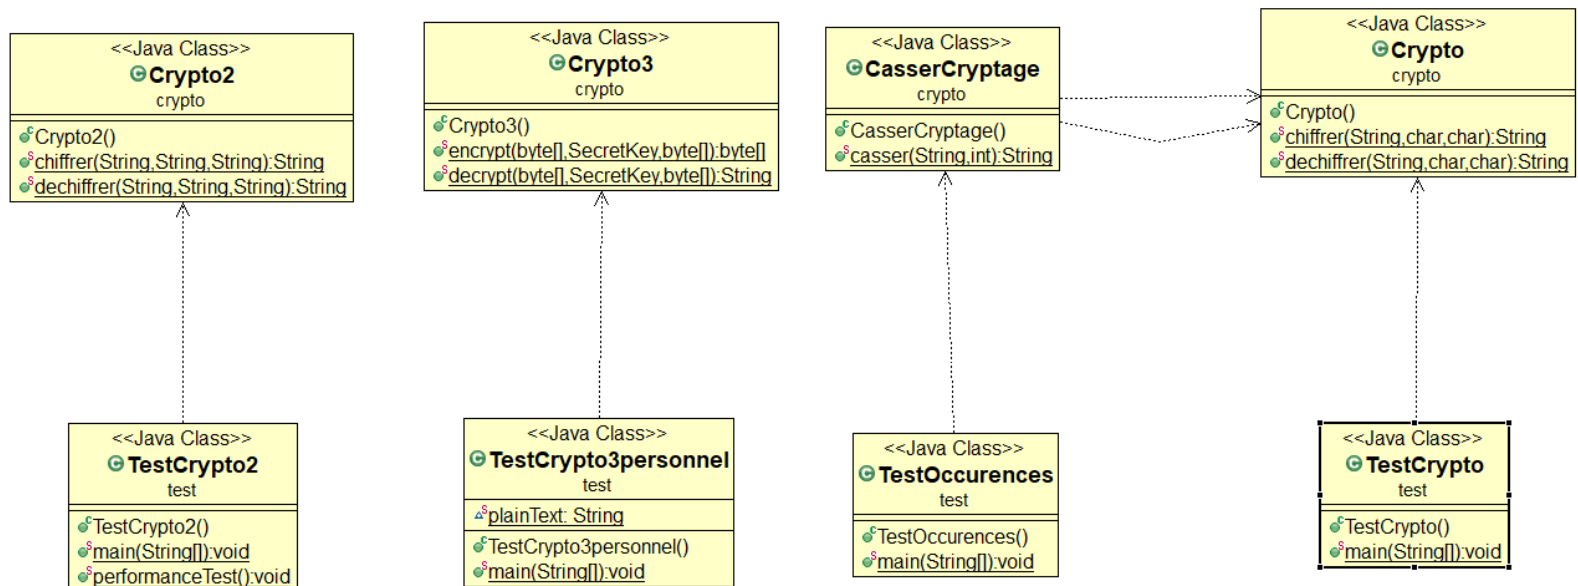 <<Java Class>>
Crypto2
crypto
Crypto2()
chiffrer(String,String,String):String
dechiffrer(String,String,String):String
<<Java Class>>
Crypto3
crypto
Crypto3()
encrypt(byte[],SecretKey,byte[]):byte[]
decrypt(byte[],SecretKey,byte[]):String
<<Java Class>>
CasserCryptage
crypto
CasserCryptage()
casser(String,int):String
<<Java Class>>
Crypto
crypto
Crypto()
chiffrer(String,char,char):String
dechiffrer(String,char,char):String
<<Java Class>>
TestCrypto2
test
TestCrypto2()
main(String[]):void
performanceTest():void
<<Java Class>>
TestCrypto3personnel
test
plainText: String
TestCrypto3personnel()
main(String[]):void
<<Java Class>>
TestOccurences
test
TestOccurences()
main(String[]):void
<<Java Class>>
TestCrypto
test
TestCrypto()
main(String[]):void